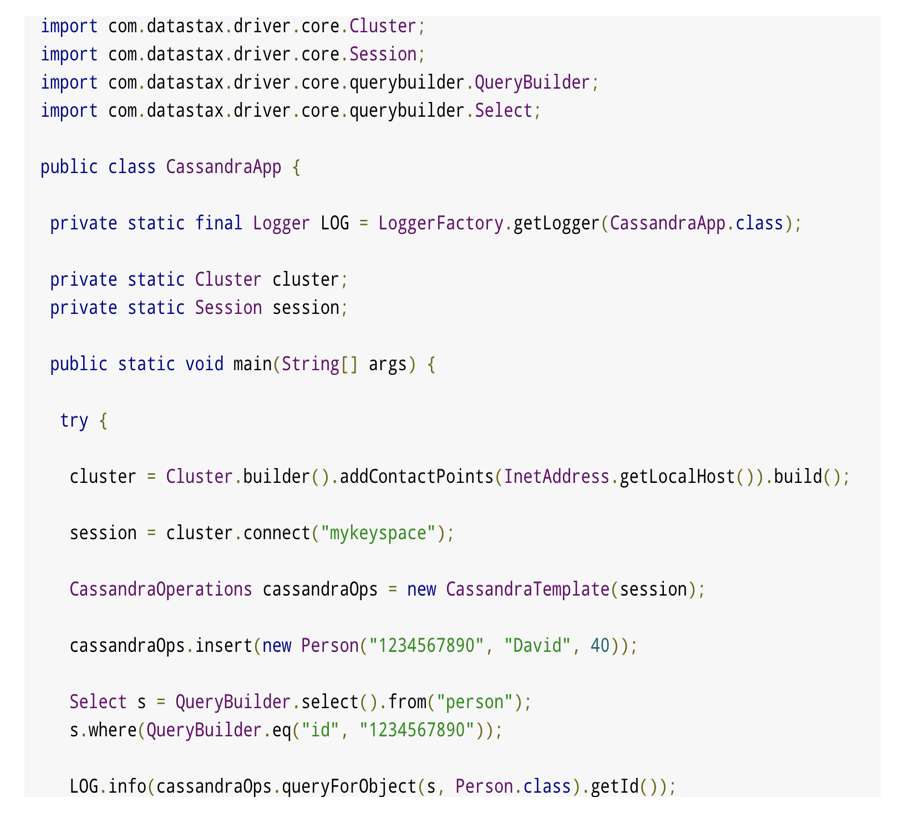 import com.datastax.driver.core.Cluster;
import com.datastax.driver.core.Session;
import com.datastax.driver.core.querybuilder.QueryBuilder;
import com.datastax.driver.core.querybuilder.Select;

public class CassandraApp {

 private static final Logger LOG = LoggerFactory.getLogger(CassandraApp.class);

 private static Cluster cluster;
 private static Session session;

 public static void main(String[] args) {

  try {

   cluster = Cluster.builder().addContactPoints(InetAddress.getLocalHost()).build();

   session = cluster.connect("mykeyspace");

   CassandraOperations cassandraOps = new CassandraTemplate(session);

   cassandraOps.insert(new Person("1234567890", "David", 40));

   Select s = QueryBuilder.select().from("person");
   s.where(QueryBuilder.eq("id", "1234567890"));

   LOG.info(cassandraOps.queryForObject(s, Person.class).getId());